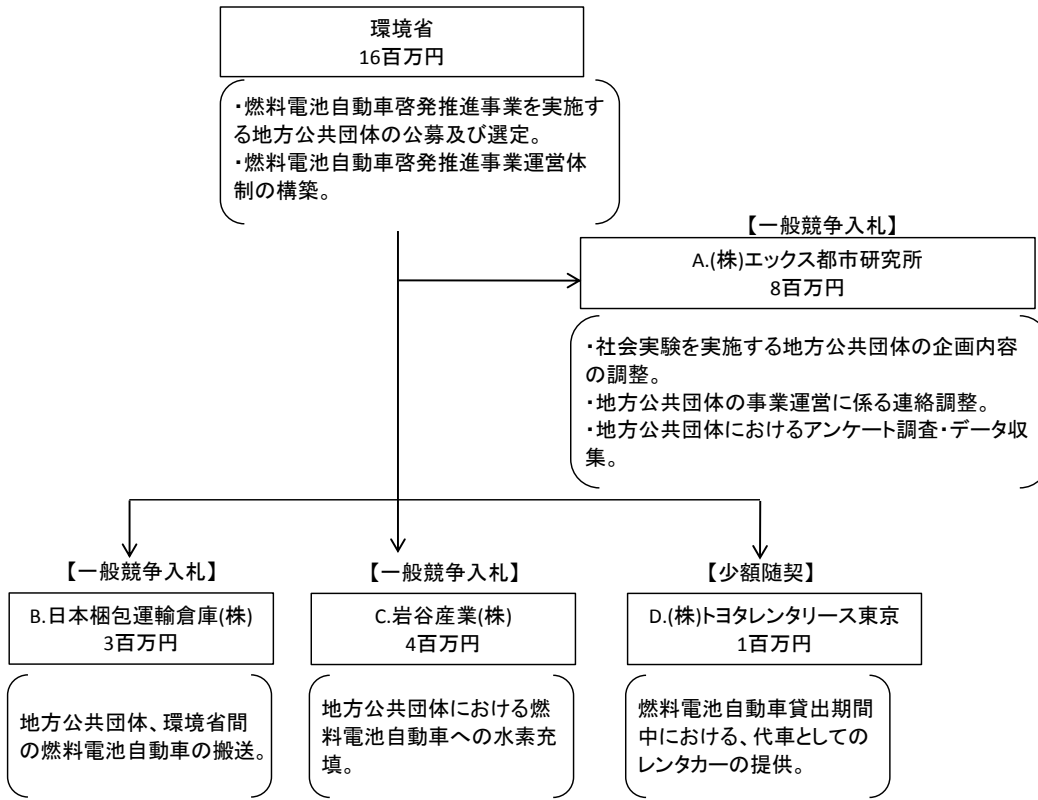 環境省
16百万円
・燃料電池自動車啓発推進事業を実施す
る地方公共団体の公募及び選定。
・燃料電池自動車啓発推進事業運営体
制の構築。
【一般競争入札】
A.(株)エックス都市研究所
8百万円
・社会実験を実施する地方公共団体の企画内容
の調整。
・地方公共団体の事業運営に係る連絡調整。
・地方公共団体におけるアンケート調査・データ収
集。
【一般競争入札】
B.日本梱包運輸倉庫(株)
3百万円
地方公共団体、環境省間
の燃料電池自動車の搬送。
【一般競争入札】
C.岩谷産業(株)
4百万円
地方公共団体における燃
料電池自動車への水素充
填。
【少額随契】
D.(株)トヨタレンタリース東京
1百万円
燃料電池自動車貸出期間
中における、代車としての
レンタカーの提供。